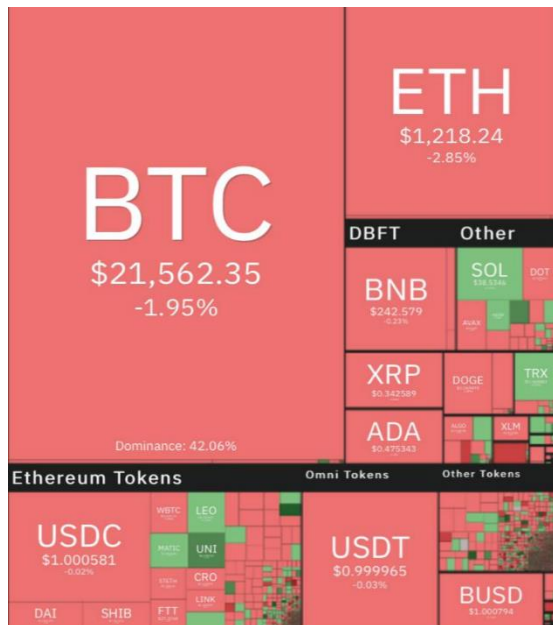 BTC
$21,562.35
-1.95%
Dominance: 42.06%
ETH
$1,218.24
-2.85%
DBFT
Other
BNB
$242.579
-0.23%
SOL
DOT
AVAX
XRP
$0.342589
DOGE
TRX
ADA
$0.475343
XLM
Ethereum Tokens
Omni Tokens
Other Tokens
USDC
$1.000581
-0.02%
WBTC
LEO
MATIC
UNI
STETH
CRO
LINK
DAI
SHIB
FTT
USDT
$0.999965
-0.03%
BUSD
$1.000794